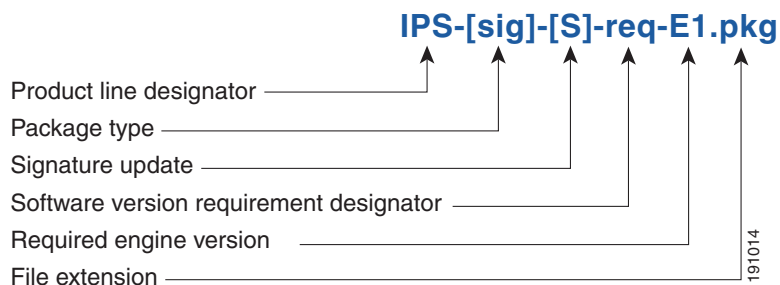 IPS-[sig]-[S]-req-E1.pkg
Product line designator
Package type
Signature update
Software version requirement designator
Required engine version
File extension
191014